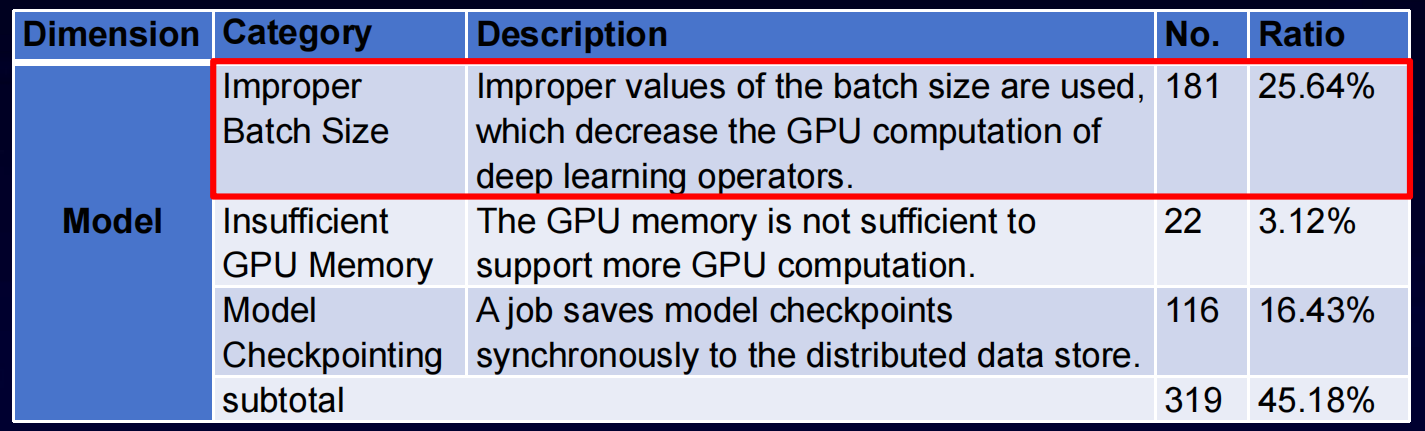 Dimension Category Description No. Ratio
Model
Improper Improper values of the batch size are used, 181 25.64%
Batch Size which decrease the GPU computation of
deep learning operators.
Insufficient The GPU memory is not sufficient to 22 3.12%
GPU Memory support more GPU computation.
Model A job saves model checkpoints 116 16.43%
Checkpointing synchronously to the distributed data store.
subtotal 319 45.18%